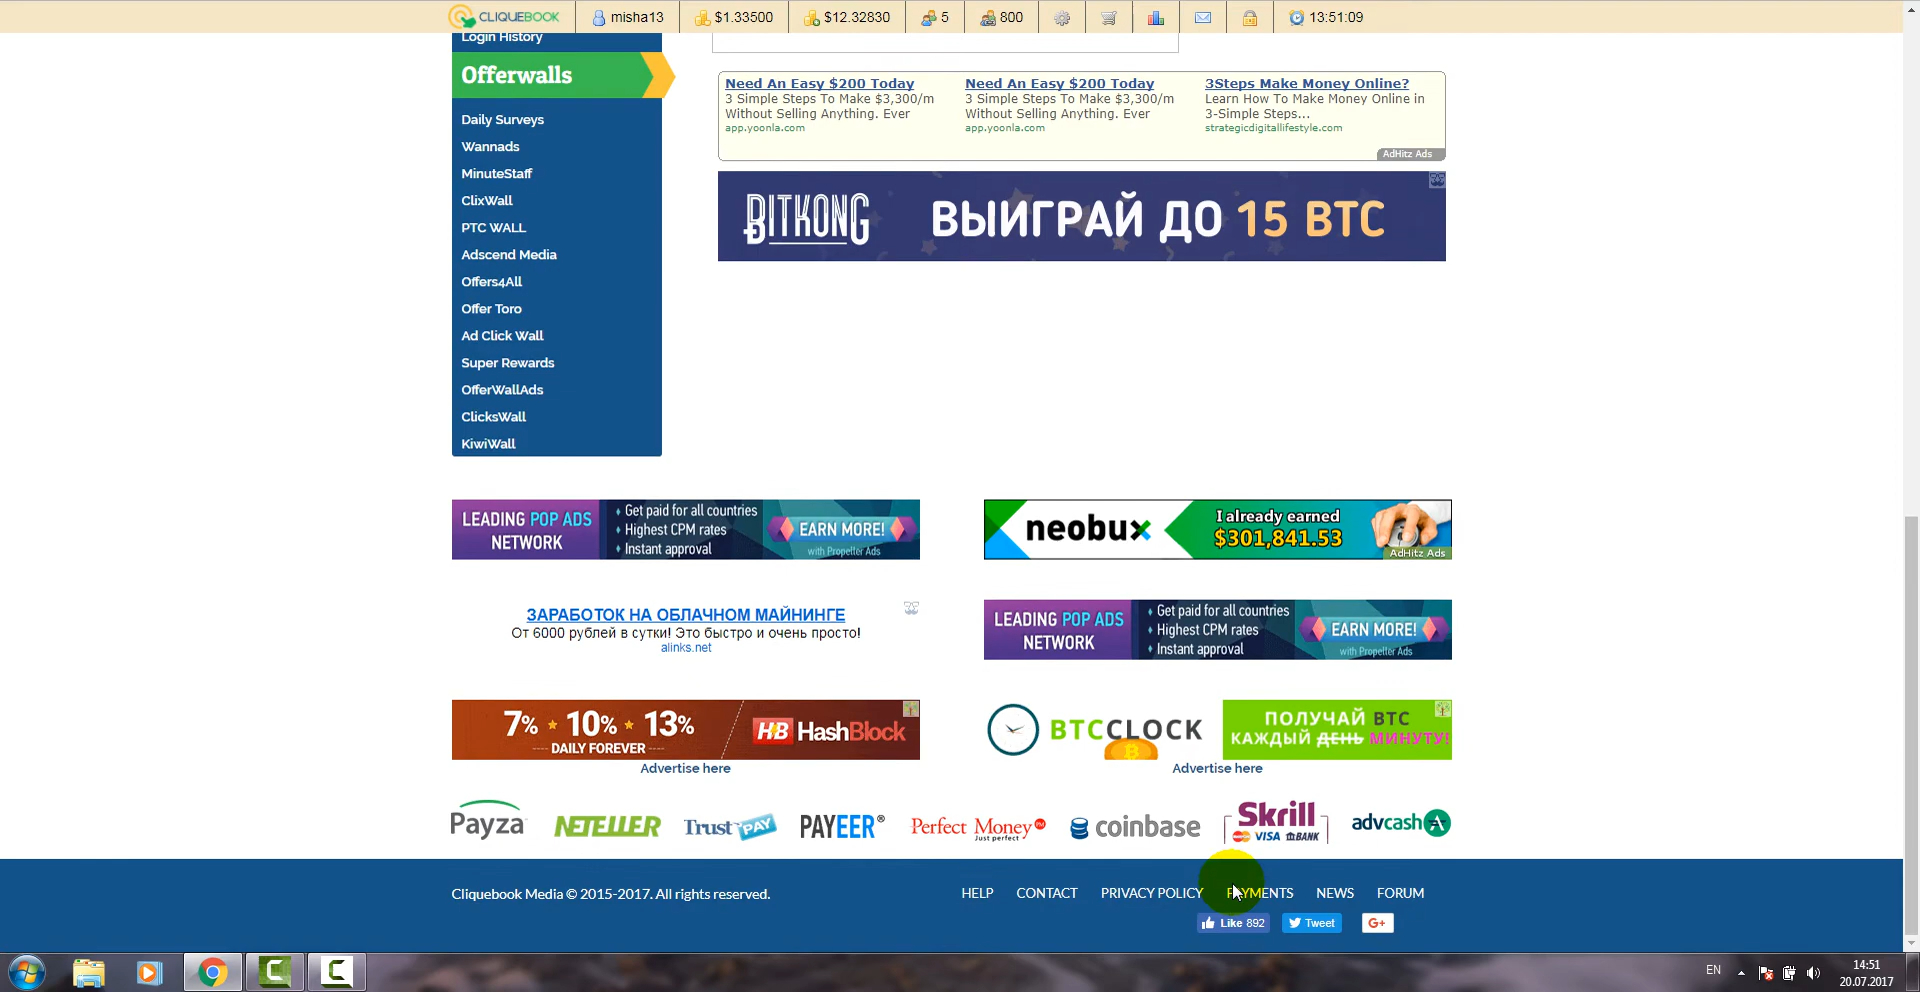 CLIQUEBOOK misha13 $1.33500 $12.32830 5 800 13:51:09
Login History
Offerwalls
Daily Surveys
Wannads
MinuteStaff
ClixWall
PTC WALL
Adscend Media
Offers4All
Offer Toro
Ad Click Wall
Super Rewards
OfferWallAds
ClicksWall
KiwiWall
Need An Easy $200 Today
3 Simple Steps To Make $3,300/m
Without Selling Anything. Ever
app.yoonla.com
Need An Easy $200 Today
3 Simple Steps To Make $3,300/m
Without Selling Anything. Ever
app.yoonla.com
3Steps Make Money Online?
Learn How To Make Money Online in
3-Simple Steps...
strategicdigitallifestyle.com
AdHitz Ads
BITKONG ВЫИГРАЙ ДО 15 BTC
LEADING POP ADS
NETWORK
Get paid for all countries
Highest CPM rates
Instant approval
EARN MORE!
with Propeller Ads
neobux
I already earned
$301,841.53
AdHitz Ads
ЗАРАБОТОК НА ОБЛАЧНОМ МАЙНИНГЕ
От 6000 рублей в сутки! Это быстро и очень просто!
alinks.net
LEADING POP ADS
NETWORK
Get paid for all countries
Highest CPM rates
Instant approval
EARN MORE!
with Propeller Ads
7% 10% 13%
DAILY FOREVER
HB HashBlock
Advertise here
BTCCLOCK
ПОЛУЧАЙ BTC
КАЖДЫЙ ДЕНЬ МИНУТУ!
Advertise here
Payza
NETELLER
Trust PAY
PAYEER
Perfect Money PM
Just perfect
coinbase
Skrill
VISA BANK
advcash
Cliquebook Media © 2015-2017. All rights reserved.
HELP CONTACT PRIVACY POLICY PAYMENTS NEWS FORUM
Like 892 Tweet G+
EN
14:51
20.07.2017